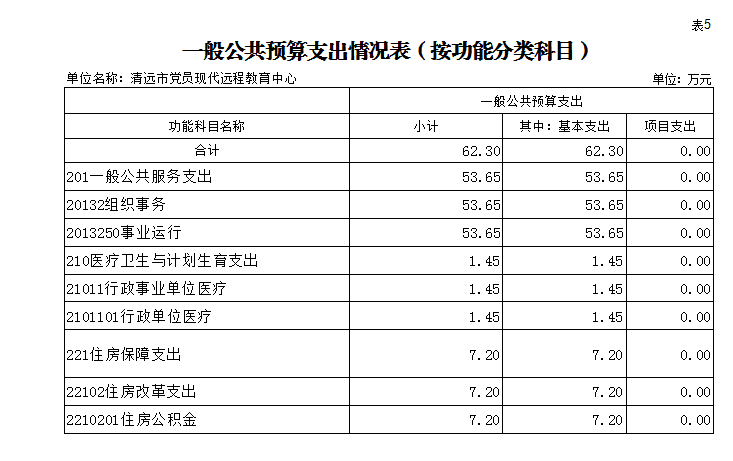 表5
一般公共预算支出情况表（按功能分类科目）
单位名称：清远市党员现代远程教育中心 单位：万元
一般公共预算支出
功能科目名称 小计 其中：基本支出 项目支出
合计 62.30 62.30 0.00
201一般公共服务支出 53.65 53.65 0.00
20132组织事务 53.65 53.65 0.00
2013250事业运行 53.65 53.65 0.00
210医疗卫生与计划生育支出 1.45 1.45 0.00
21011行政事业单位医疗 1.45 1.45 0.00
2101101行政单位医疗 1.45 1.45 0.00
221住房保障支出 7.20 7.20 0.00
22102住房改革支出 7.20 7.20 0.00
2210201住房公积金 7.20 7.20 0.00